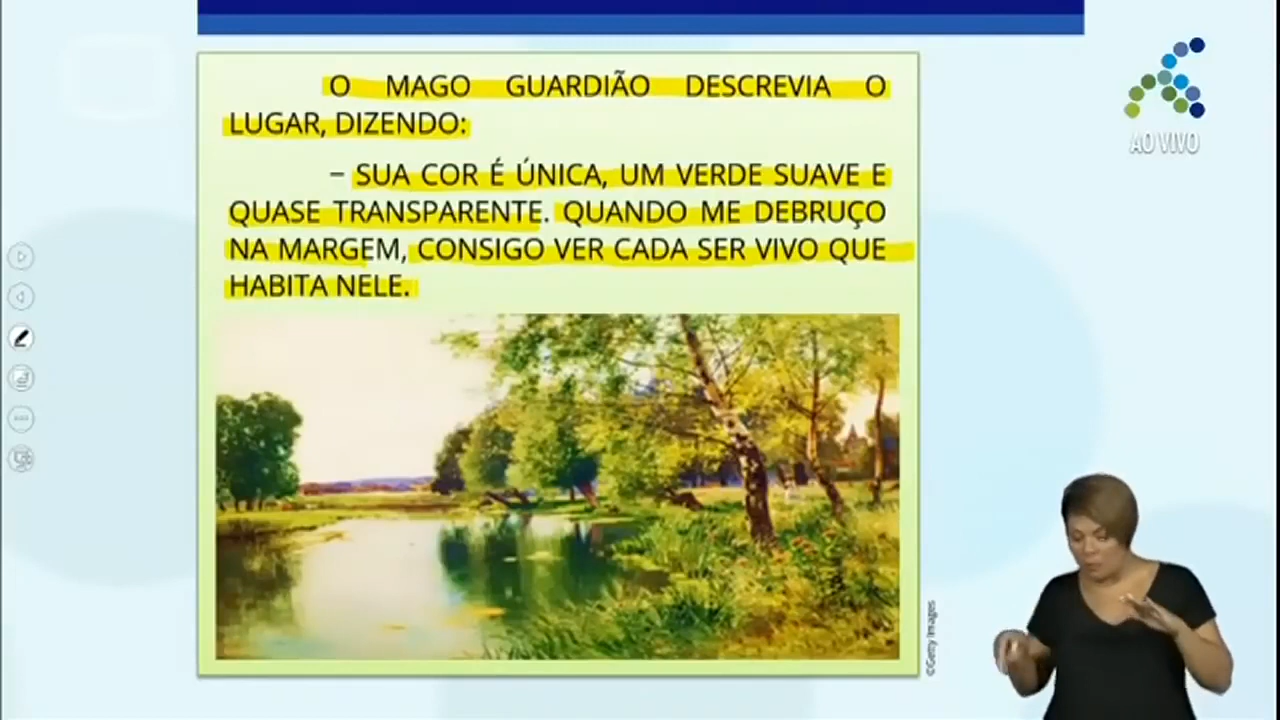 O MAGO GUARDIÃO DESCREVIA O
LUGAR, DIZENDO:
– SUA COR É ÚNICA, UM VERDE SUAVE E
QUASE TRANSPARENTE. QUANDO ME DEBRUÇO
NA MARGEM, CONSIGO VER CADA SER VIVO QUE
HABITA NELE.
AO VIVO
©Getty Images